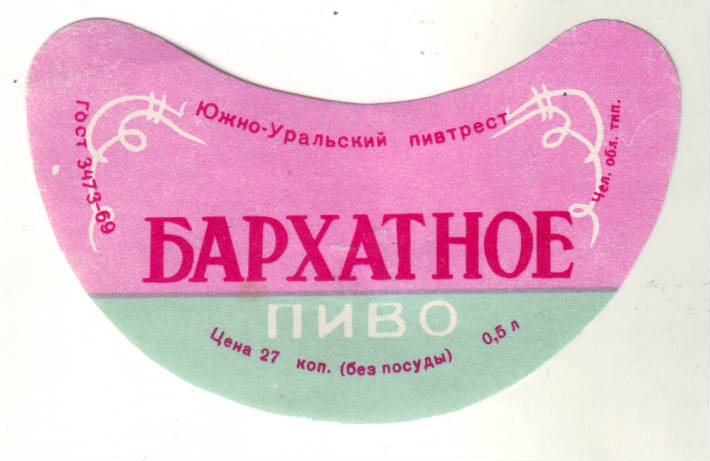 Южно-Уральский пивтрест
ГОСТ 3473-69
Чел. обл. тип.
БАРХАТНОЕ
ПИВО
Цена 27 коп. (без посуды) 0,5 л